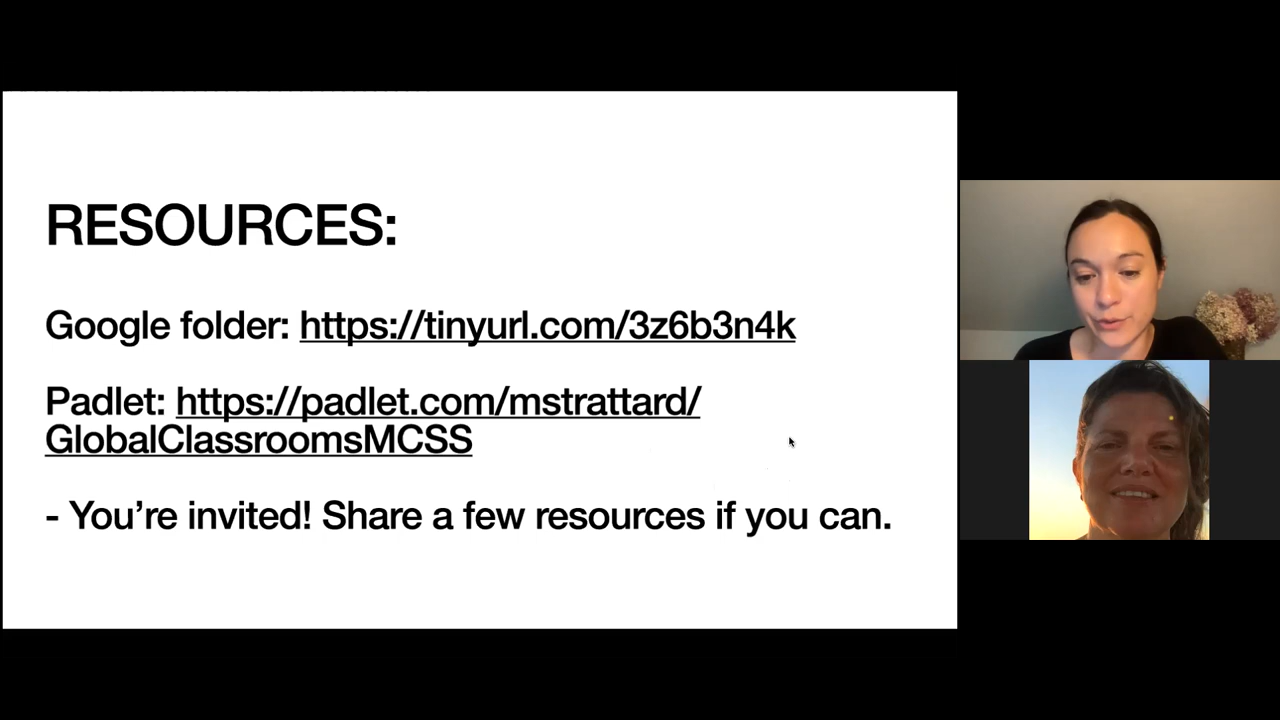 RESOURCES:
Google folder: https://tinyurl.com/3z6b3n4k
Padlet: https://padlet.com/mstrattard/
GlobalClassroomsMCSS
- You’re invited! Share a few resources if you can.